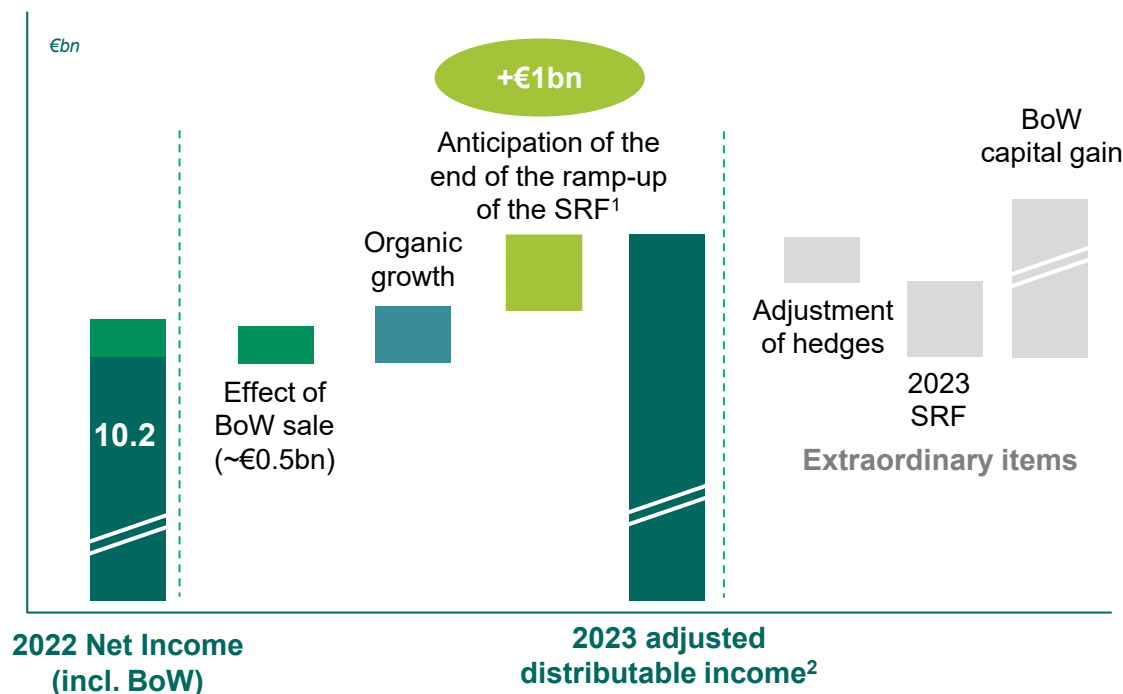 €bn
+€1bn
Anticipation of the
end of the ramp-up
of the SRF1
BoW
capital gain
Organic
growth
10.2
Effect of
BoW sale
(~€0.5bn)
Adjustment
of hedges
2023
SRF
Extraordinary items
2022 Net Income
(incl. BoW)
2023 adjusted
distributable income2